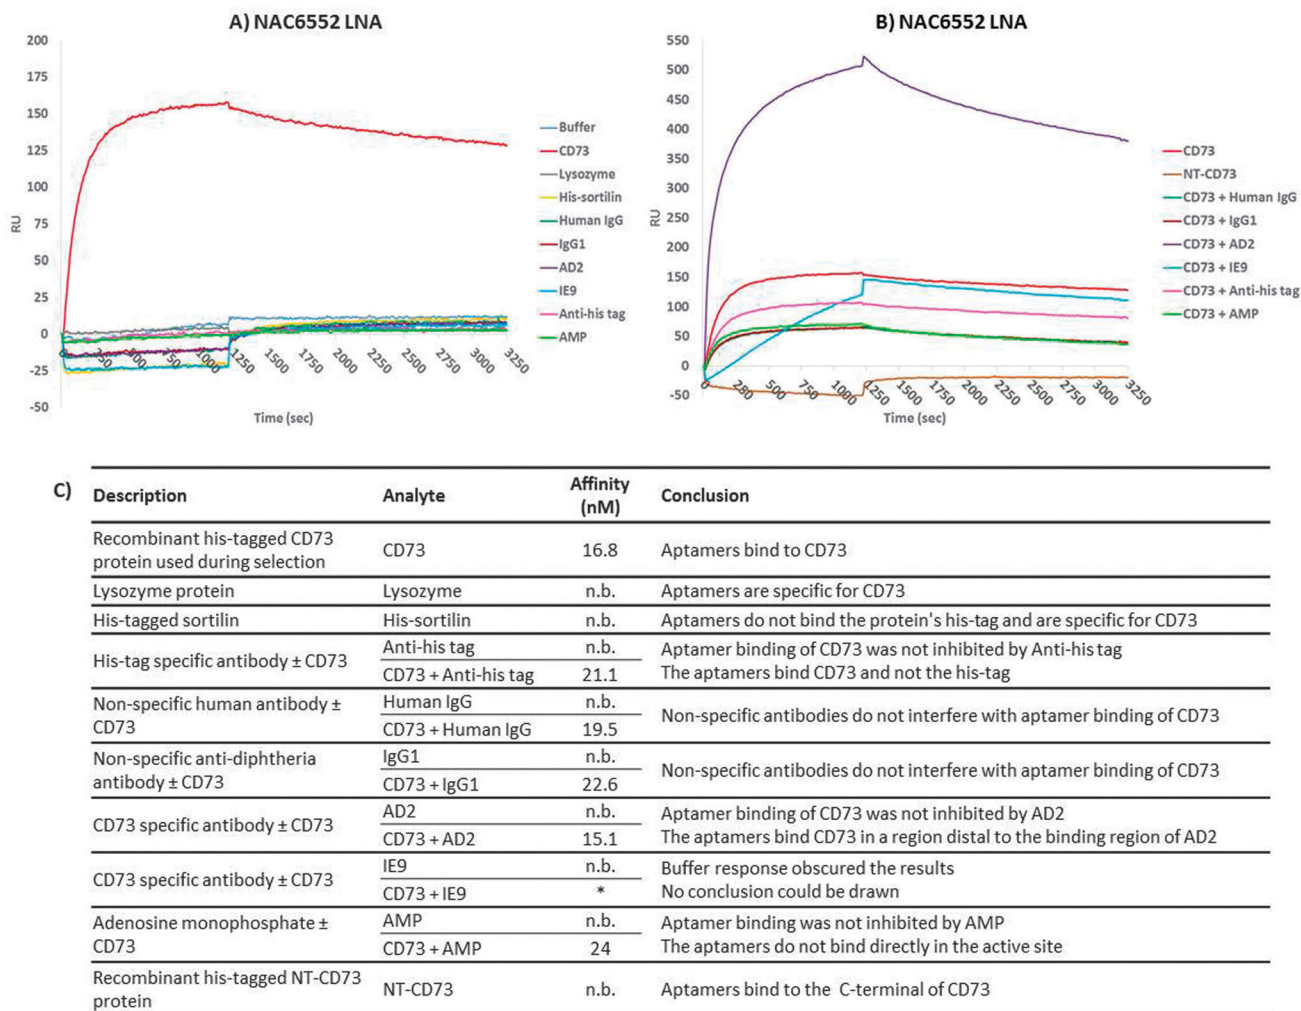 A) NAC6552 LNA
200
175
150
125
100
75
50
25
0
-25
-50
RU
0
250
500
750
1000
1250
1500
1750
2000
2250
2500
2750
3000
3250
Time (sec)
Buffer
CD73
Lysozyme
His-sortilin
Human IgG
IgG1
AD2
IE9
Anti-his tag
AMP
B) NAC6552 LNA
550
500
450
400
350
300
250
200
150
100
50
0
-50
RU
0
280
500
750
1000
1250
1500
1750
2000
2250
2500
2750
3000
3250
Time (sec)
CD73
NT-CD73
CD73 + Human IgG
CD73 + IgG1
CD73 + AD2
CD73 + IE9
CD73 + Anti-his tag
CD73 + AMP
C)
Description Analyte Affinity (nM) Conclusion
Recombinant his-tagged CD73
protein used during selection
CD73 16.8 Aptamers bind to CD73
Lysozyme protein Lysozyme n.b. Aptamers are specific for CD73
His-tagged sortilin His-sortilin n.b. Aptamers do not bind the protein's his-tag and are specific for CD73
His-tag specific antibody ± CD73
Anti-his tag n.b.
CD73 + Anti-his tag 21.1
Aptamer binding of CD73 was not inhibited by Anti-his tag
The aptamers bind CD73 and not the his-tag
Non-specific human antibody ±
CD73
Human IgG n.b.
CD73 + Human IgG 19.5
Non-specific antibodies do not interfere with aptamer binding of CD73
Non-specific anti-diphtheria
antibody ± CD73
IgG1 n.b.
CD73 + IgG1 22.6
Non-specific antibodies do not interfere with aptamer binding of CD73
CD73 specific antibody ± CD73
AD2 n.b.
CD73 + AD2 15.1
Aptamer binding of CD73 was not inhibited by AD2
The aptamers bind CD73 in a region distal to the binding region of AD2
CD73 specific antibody ± CD73
IE9 n.b.
CD73 + IE9 *
Buffer response obscured the results
No conclusion could be drawn
Adenosine monophosphate ±
CD73
AMP n.b.
CD73 + AMP 24
Aptamer binding was not inhibited by AMP
The aptamers do not bind directly in the active site
Recombinant his-tagged NT-CD73
protein
NT-CD73 n.b. Aptamers bind to the C-terminal of CD73